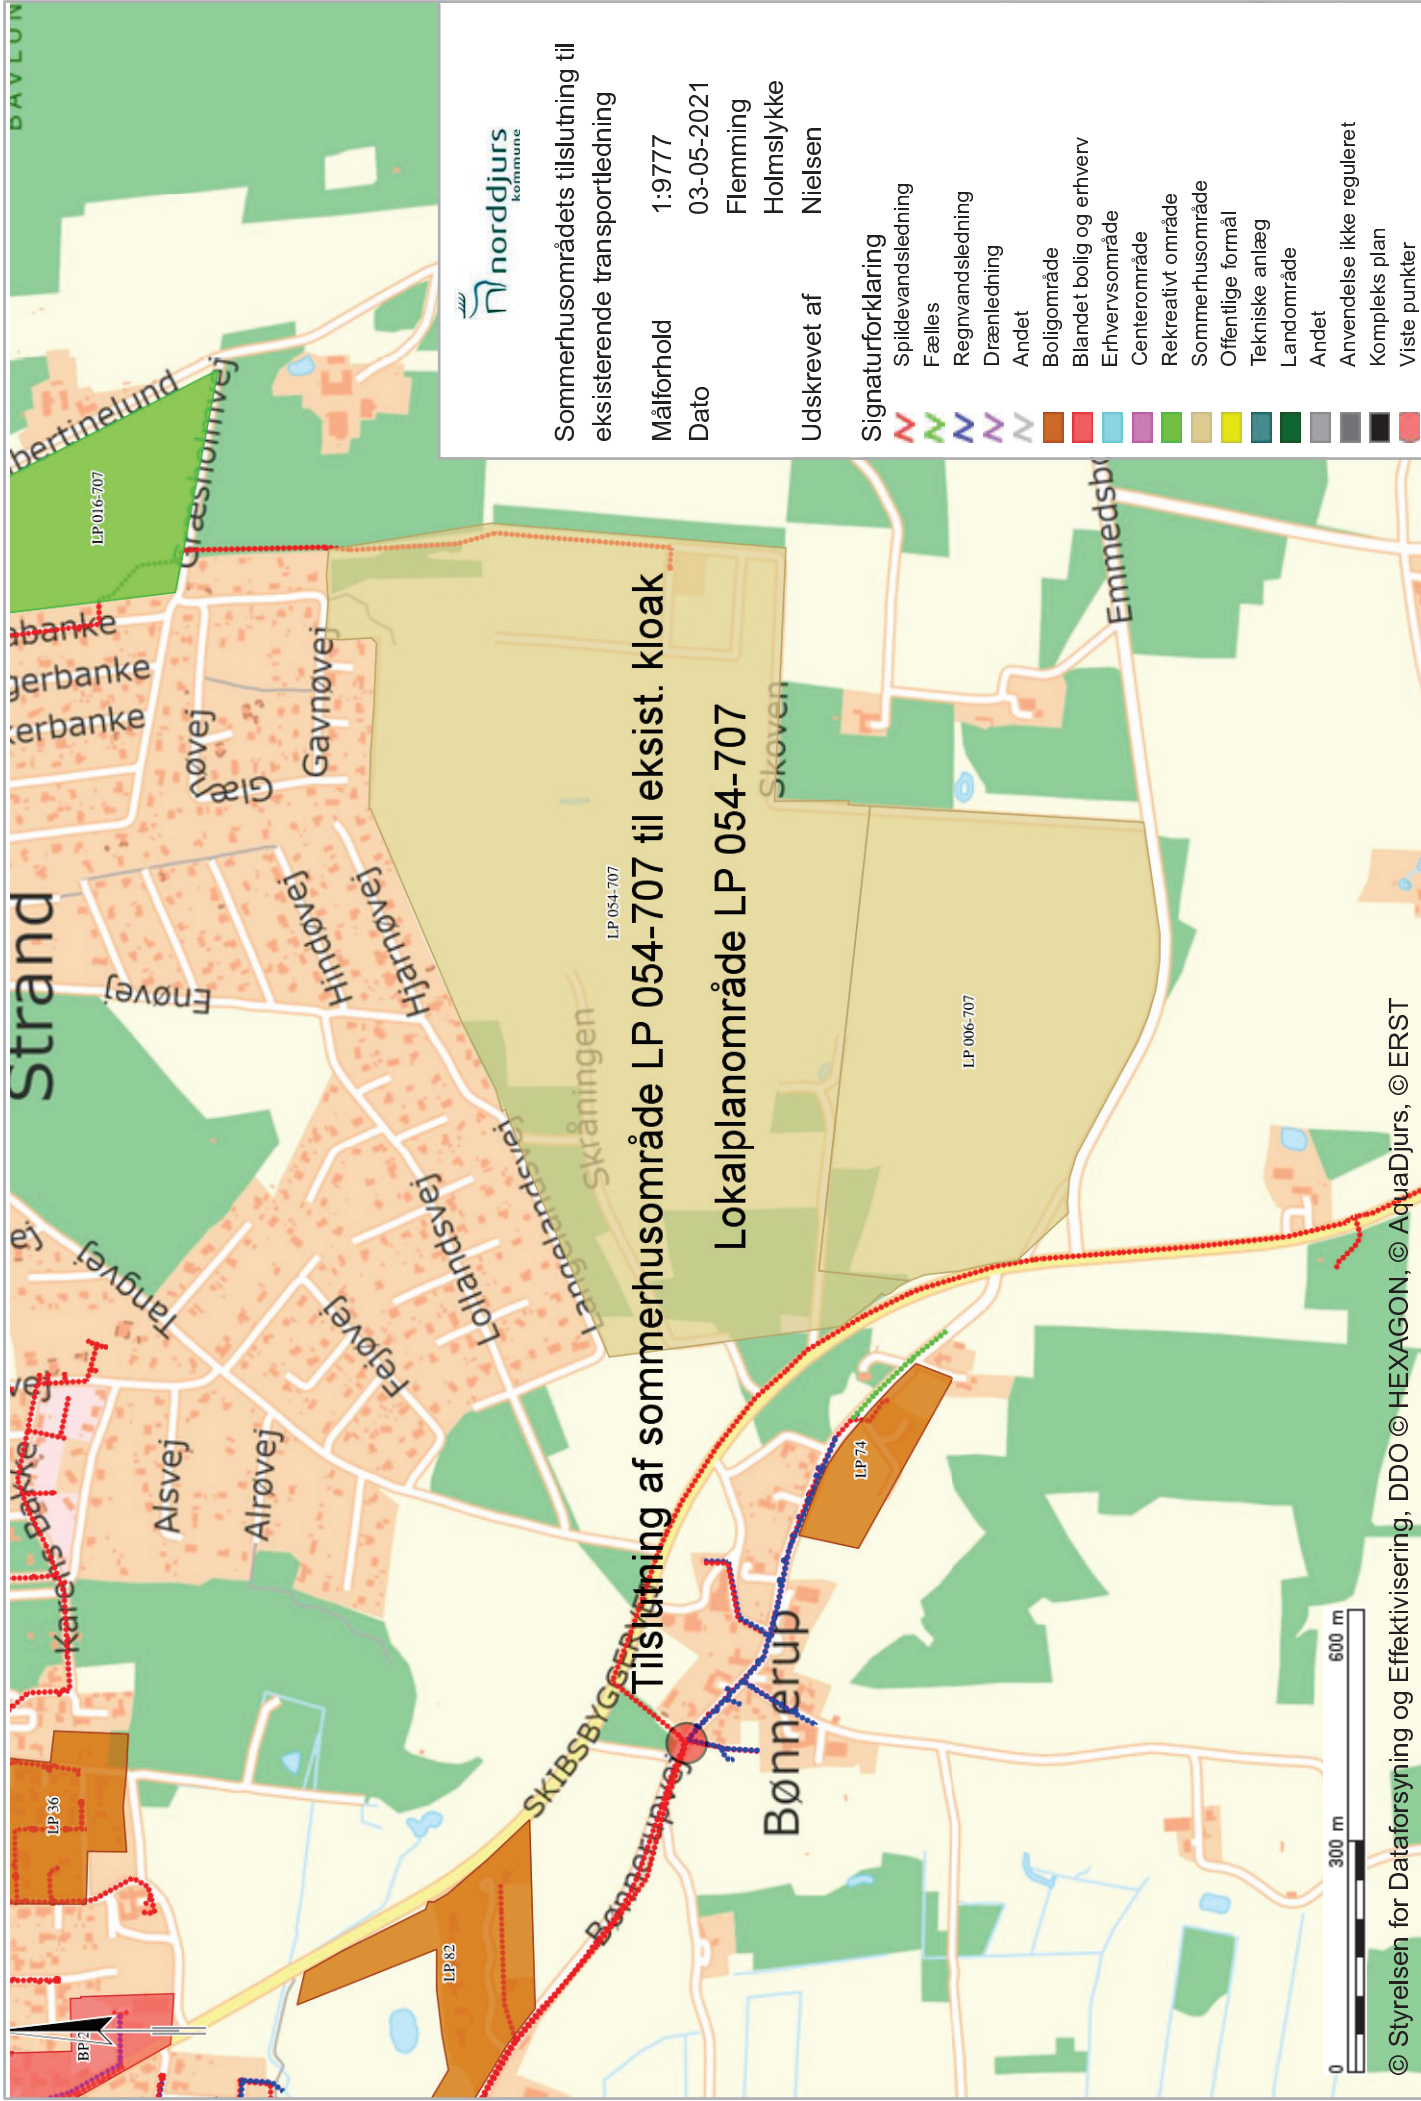 norddjurs
kommune
Sommerhusområdets tilslutning til
eksisterende transportledning
Målforhold 1:9777
Dato 03-05-2021
Udskrevet af Flemming
Holmslykke
Nielsen
Signaturforklaring
Spildevandsledning
Fælles
Regnvandsledning
Drænledning
Andet
Boligområde
Blandet bolig og erhverv
Erhvervsområde
Centerområde
Rekreativt område
Sommerhusområde
Offentlige formål
Tekniske anlæg
Landområde
Andet
Anvendelse ikke reguleret
Kompleks plan
Viste punkter
Tilslutning af sommerhusområde LP 054-707 til eksist. kloak
Lokalplanområde LP 054-707
LP 054-707
LP 006-707
LP 016-707
LP 74
LP 82
LP 36
BP 2
Strand
Bønnerup
Bønnerupvej
Karens Bakke
Tangvej
Alsvej
Alrøvej
Fejøvej
Lollandsvej
Langelandsvej
Enøvej
Hindøvej
Hjarnøvej
Gavnøvej
Græsholmvej
Skråningen
Skoven
0 300 m 600 m
© Styrelsen for Dataforsyning og Effektivisering, DDO © HEXAGON, © AquaDjurs, © ERST